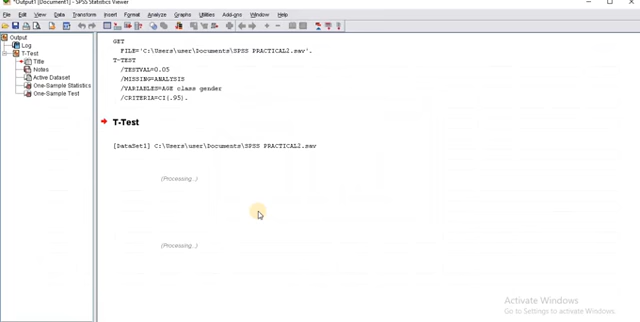 *Output1 [Document1] - SPSS Statistics Viewer
File Edit View Data Transform Insert Format Analyze Graphs Utilities Add-ons Window Help
Output
Log
T-Test
Title
Notes
Active Dataset
One-Sample Statistics
One-Sample Test
GET
FILE='C:\Users\user\Documents\SPSS PRACTICAL2.sav'.
T-TEST
/TESTVAL=0.05
/MISSING=ANALYSIS
/VARIABLES=AGE class gender
/CRITERIA=CI(.95).
T-Test
[DataSet1] C:\Users\user\Documents\SPSS PRACTICAL2.sav
(Processing..)
(Processing..)
Activate Windows
Go to Settings to activate Windows.